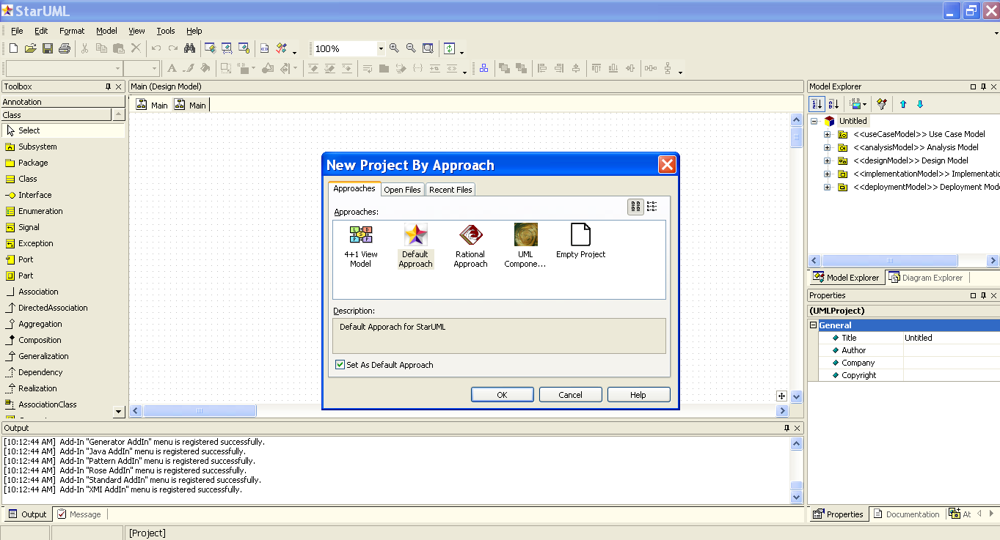 StarUML
File Edit Format Model View Tools Help
100%
Toolbox
Annotation
Class
Select
Subsystem
Package
Class
Interface
Enumeration
Signal
Exception
Port
Part
Association
DirectedAssociation
Aggregation
Composition
Generalization
Dependency
Realization
AssociationClass
Main (Design Model)
Main Main
New Project By Approach
Approaches Open Files Recent Files
Approaches:
4+1 View Model
Default Approach
Rational Approach
UML Compone...
Empty Project
Description:
Default Apporach for StarUML
Set As Default Approach
OK Cancel Help
Model Explorer
Untitled
<<useCaseModel>> Use Case Model
<<analysisModel>> Analysis Model
<<designModel>> Design Model
<<implementationModel>> Implementatio
<<deploymentModel>> Deployment Mode
Model Explorer Diagram Explorer
Properties
(UMLProject)
General
Title Untitled
Author
Company
Copyright
Properties Documentation At
Output
[10:12:44 AM] Add-In "Generator AddIn" menu is registered successfully.
[10:12:44 AM] Add-In "Java AddIn" menu is registered successfully.
[10:12:44 AM] Add-In "Pattern AddIn" menu is registered successfully.
[10:12:44 AM] Add-In "Rose AddIn" menu is registered successfully.
[10:12:44 AM] Add-In "Standard AddIn" menu is registered successfully.
[10:12:44 AM] Add-In "XMI AddIn" menu is registered successfully.
Output Message
[Project]